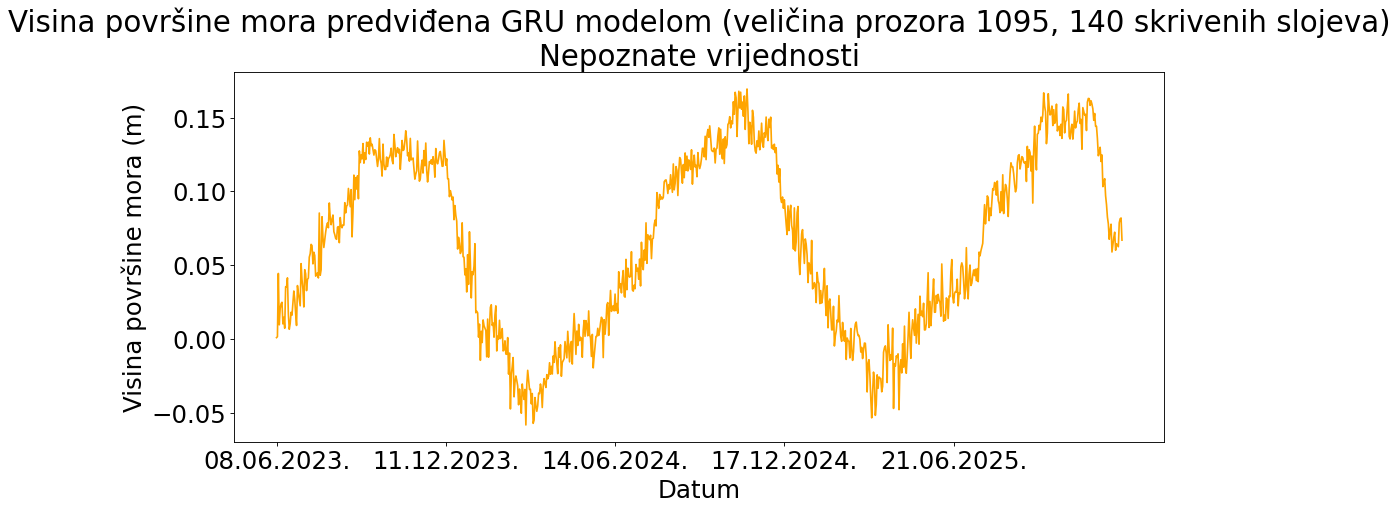 Visina površine mora predviđena GRU modelom (veličina prozora 1095, 140 skrivenih slojeva)
Nepoznate vrijednosti
Visina površine mora (m)
0.15
0.10
0.05
0.00
−0.05
08.06.2023. 11.12.2023. 14.06.2024. 17.12.2024. 21.06.2025.
Datum